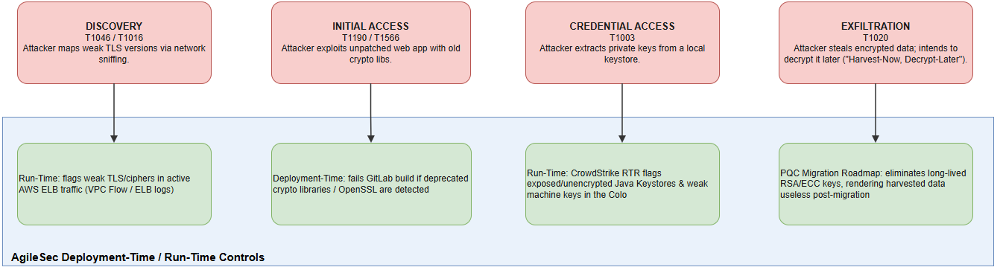 DISCOVERY
T1046 / T1016
Attacker maps weak TLS versions via network
sniffing.
INITIAL ACCESS
T1190 / T1566
Attacker exploits unpatched web app with old
crypto libs.
CREDENTIAL ACCESS
T1003
Attacker extracts private keys from a local
keystore.
EXFILTRATION
T1020
Attacker steals encrypted data; intends to
decrypt it later ("Harvest-Now, Decrypt-Later").
Run-Time: flags weak TLS/ciphers in active
AWS ELB traffic (VPC Flow / ELB logs)
Deployment-Time: fails GitLab build if deprecated
crypto libraries / OpenSSL are detected
Run-Time: CrowdStrike RTR flags
exposed/unencrypted Java Keystores & weak
machine keys in the Colo
PQC Migration Roadmap: eliminates long-lived
RSA/ECC keys, rendering harvested data
useless post-migration
AgileSec Deployment-Time / Run-Time Controls